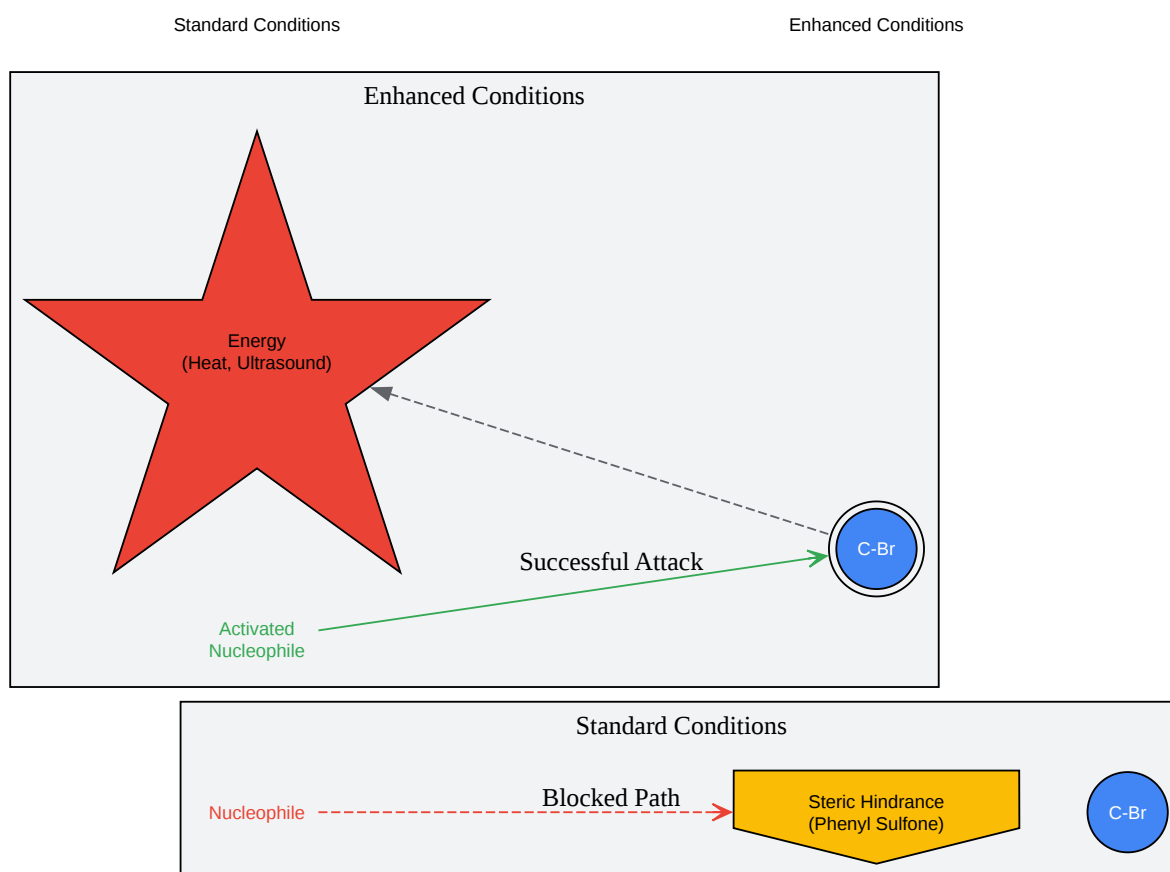 Standard Conditions
Enhanced Conditions
Enhanced Conditions
Energy
(Heat, Ultrasound)
C-Br
Successful Attack
Activated
Nucleophile
Standard Conditions
Nucleophile
Blocked Path
Steric Hindrance
(Phenyl Sulfone)
C-Br